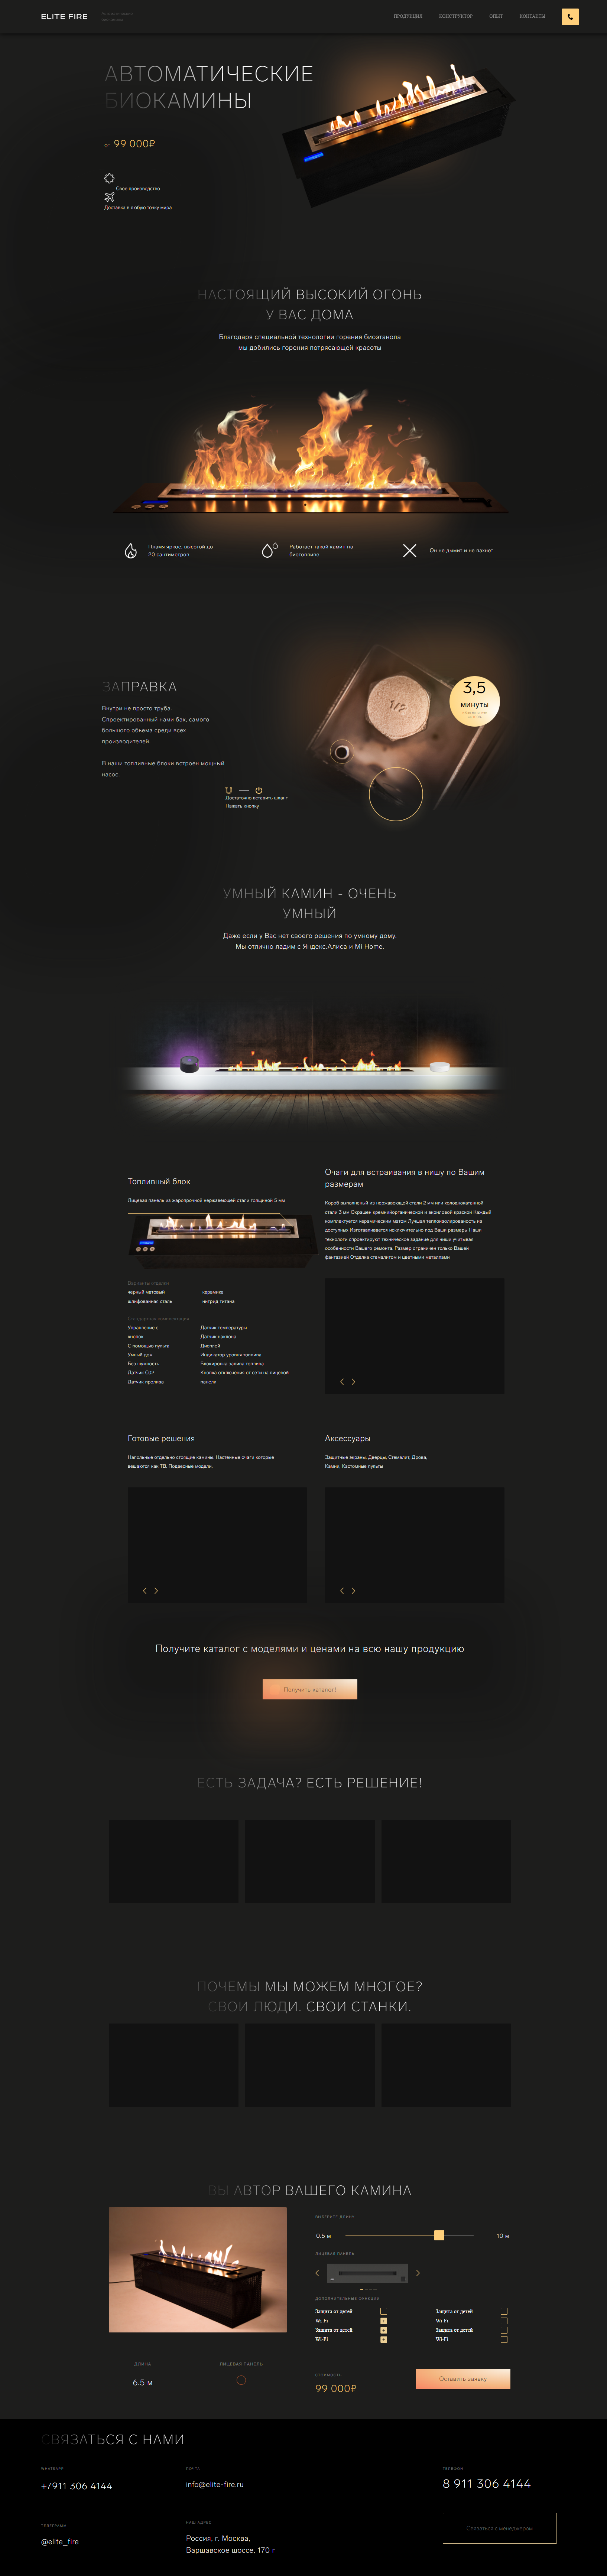 ELITE FIRE
ПРОДУКЦИЯ
КОНСТРУКТОР
ОПЫТ
КОНТАКТЫ
АВТОМАТИЧЕСКИЕ
БИОКАМИНЫ
от 99 000₽
Свое производство
Доставка в любую точку мира
НАСТОЯЩИЙ ВЫСОКИЙ ОГОНЬ
У ВАС ДОМА
Благодаря специальной технологии горения биоэтанола
мы добились горения потрясающей красоты
Пламя яркое, высотой до
20 сантиметров
Работает такой камин на
биотопливе
Он не дымит и не пахнет
ЗАПРАВКА
Внутри не просто труба.
Спроектированный нами бак, самого
большого объема среди всех
производителей.
В наши топливные блоки встроен мощный
насос.
1/2
3,5
минуты
Достаточно вставить шланг
Нажать кнопку
УМНЫЙ КАМИН - ОЧЕНЬ
УМНЫЙ
Даже если у Вас нет своего решения по умному дому.
Мы отлично ладим с Яндекс.Алиса и Mi Home.
Топливный блок
Лицевая панель из жаропрочной нержавеющей стали толщиной 5 мм
Варианты отделки
черный матовый
шлифованная сталь
керамика
нитрид титана
Стандартная комплектация
Управление с
кнопок
С помощью пульта
Умный дом
Без шумность
Датчик СО2
Датчик пролива
Датчик температуры
Датчик наклона
Дисплей
Индикатор уровня топлива
Блокировка залива топлива
Кнопка отключения от сети на лицевой
панели
Очаги для встраивания в нишу по Вашим
размерам
Короб выполненный из нержавеющей стали 2 мм или холоднокатанной
стали 3 мм Окрашен кремнийорганической и акриловой краской Каждый
комплектуется керамическим матом Лучшая теплоизолированость из
доступных Изготавливается исключительно под Ваши размеры Наши
технологи спроектируют техническое задание для ниши учитывая
особенности Вашего ремонта. Размер ограничен только Вашей
фантазией Отделка стемалитом и цветными металлами
Готовые решения
Напольные отдельно стоящие камины. Настенные очаги которые
вешаются как ТВ. Подвесные модели.
Аксессуары
Защитные экраны, Дверцы, Стемалит, Дрова,
Камни, Кастомные пульты
Получите каталог с моделями и ценами на всю нашу продукцию
Получить каталог!
ЕСТЬ ЗАДАЧА? ЕСТЬ РЕШЕНИЕ!
ПОЧЕМЫ МЫ МОЖЕМ МНОГОЕ?
СВОИ ЛЮДИ. СВОИ СТАНКИ.
ВЫ АВТОР ВАШЕГО КАМИНА
ВЫБЕРИТЕ ДЛИНУ
0.5 м
10 м
ЛИЦЕВАЯ ПАНЕЛЬ
ДОПОЛНИТЕЛЬНЫЕ ФУНКЦИИ
Защита от детей
Защита от детей
Wi-Fi
Wi-Fi
Защита от детей
Защита от детей
Wi-Fi
Wi-Fi
ДЛИНА
6.5 м
ЛИЦЕВАЯ ПАНЕЛЬ
СТОИМОСТЬ
99 000₽
Оставить заявку
СВЯЗАТЬСЯ С НАМИ
WHATSAPP
+7911 306 4144
ПОЧТА
info@elite-fire.ru
ТЕЛЕФОН
8 911 306 4144
ТЕЛЕГРАММ
@elite_fire
НАШ АДРЕС
Россия, г. Москва,
Варшавское шоссе, 170 г
Связаться с менеджером